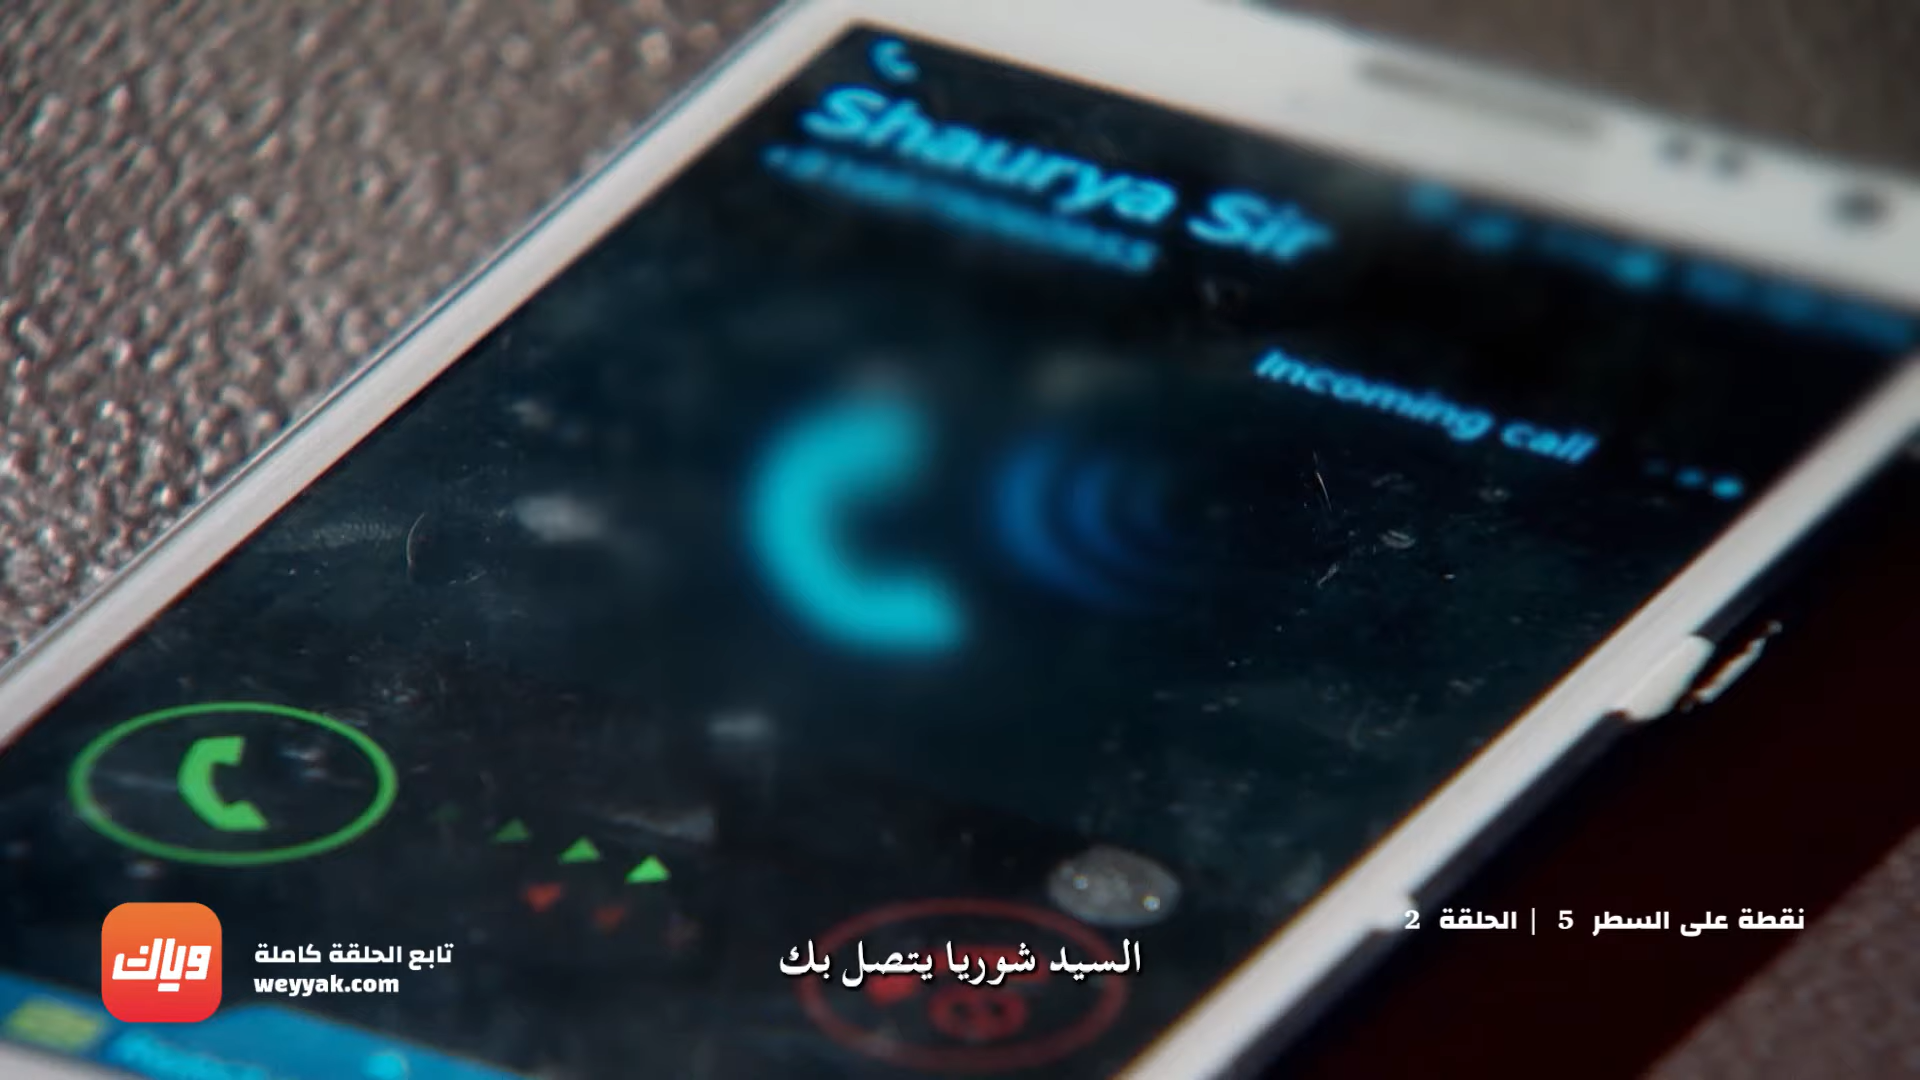 Shaurya Sir
Incoming call
نقطة على السطر 5 | الحلقة 2
السيد شوريا يتصل بك
وياك
تابع الحلقة كاملة
weyyak.com